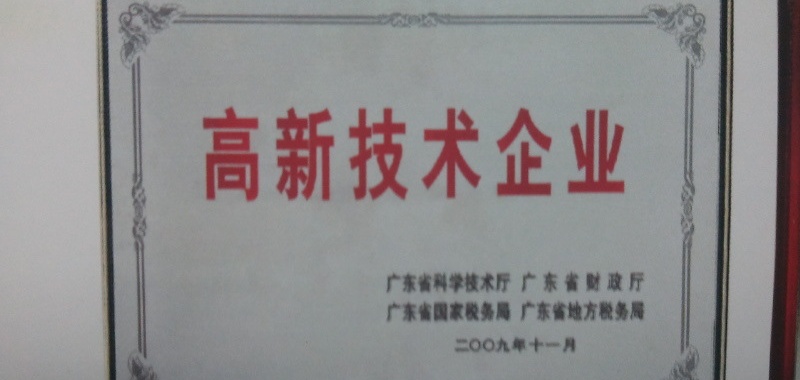 高新技术企业
广东省科学技术厅 广东省财政厅
广东省国家税务局 广东省地方税务局
二〇〇九年十一月